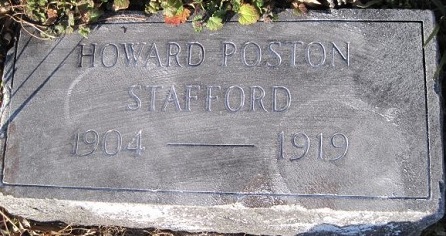 HOWARD POSTON
STAFFORD
1904 — 1919